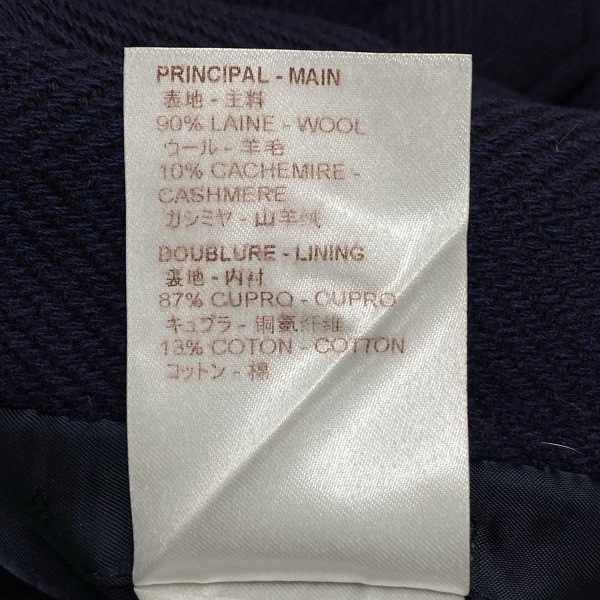 PRINCIPAL - MAIN
表地 - 主料
90% LAINE - WOOL
ウール - 羊毛
10% CACHEMIRE -
CASHMERE
カシミヤ - 山羊绒
DOUBLURE - LINING
裏地 - 内衬
87% CUPRO - CUPRO
キュプラ - 铜氨纤维
13% COTON - COTTON
コットン - 棉